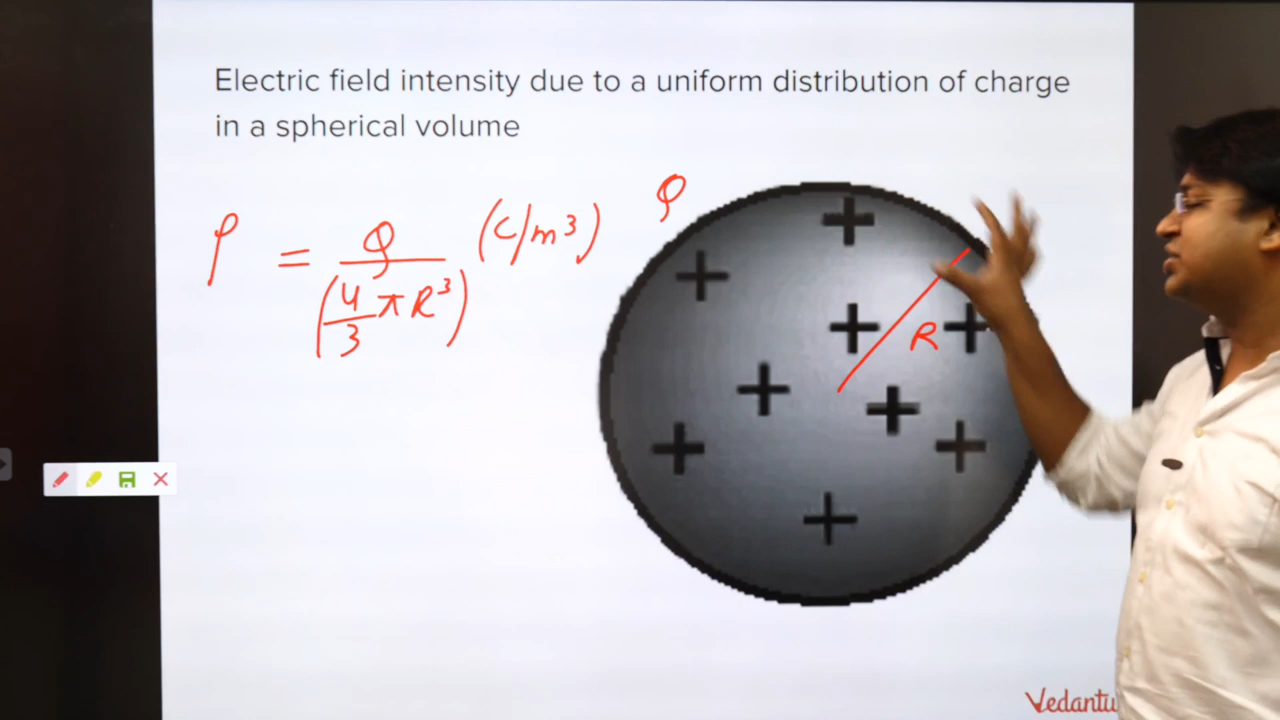 Electric field intensity due to a uniform distribution of charge
in a spherical volume
ρ = Q / (4/3 πR³) (C/m³)
Q
R
Vedantu